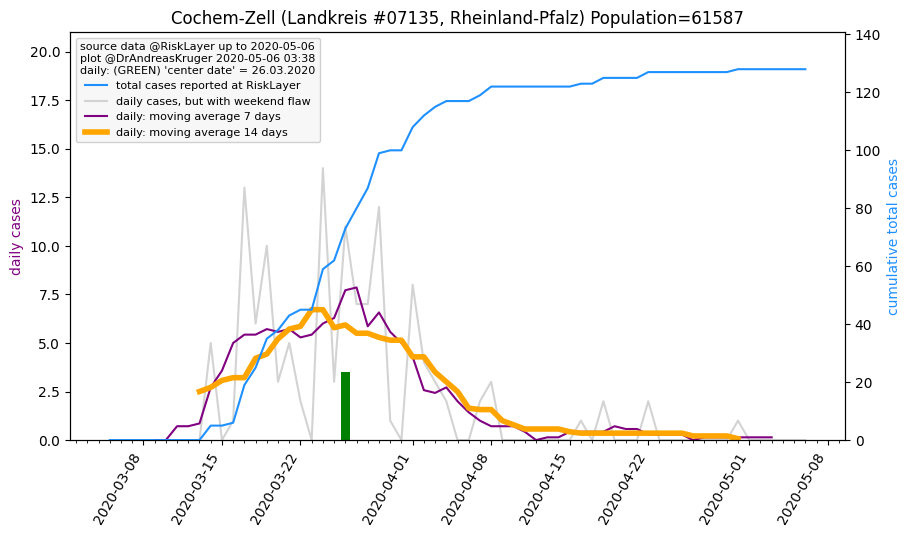 Cochem-Zell (Landkreis #07135, Rheinland-Pfalz) Population=61587
source data @RiskLayer up to 2020-05-06
plot @DrAndreasKruger 2020-05-06 03:38
daily: (GREEN) 'center date' = 26.03.2020
total cases reported at RiskLayer
daily cases, but with weekend flaw
daily: moving average 7 days
daily: moving average 14 days
daily cases
20.0
17.5
15.0
12.5
10.0
7.5
5.0
2.5
0.0
cumulative total cases
140
120
100
80
60
40
20
0
2020-03-08
2020-03-15
2020-03-22
2020-04-01
2020-04-08
2020-04-15
2020-04-22
2020-05-01
2020-05-08